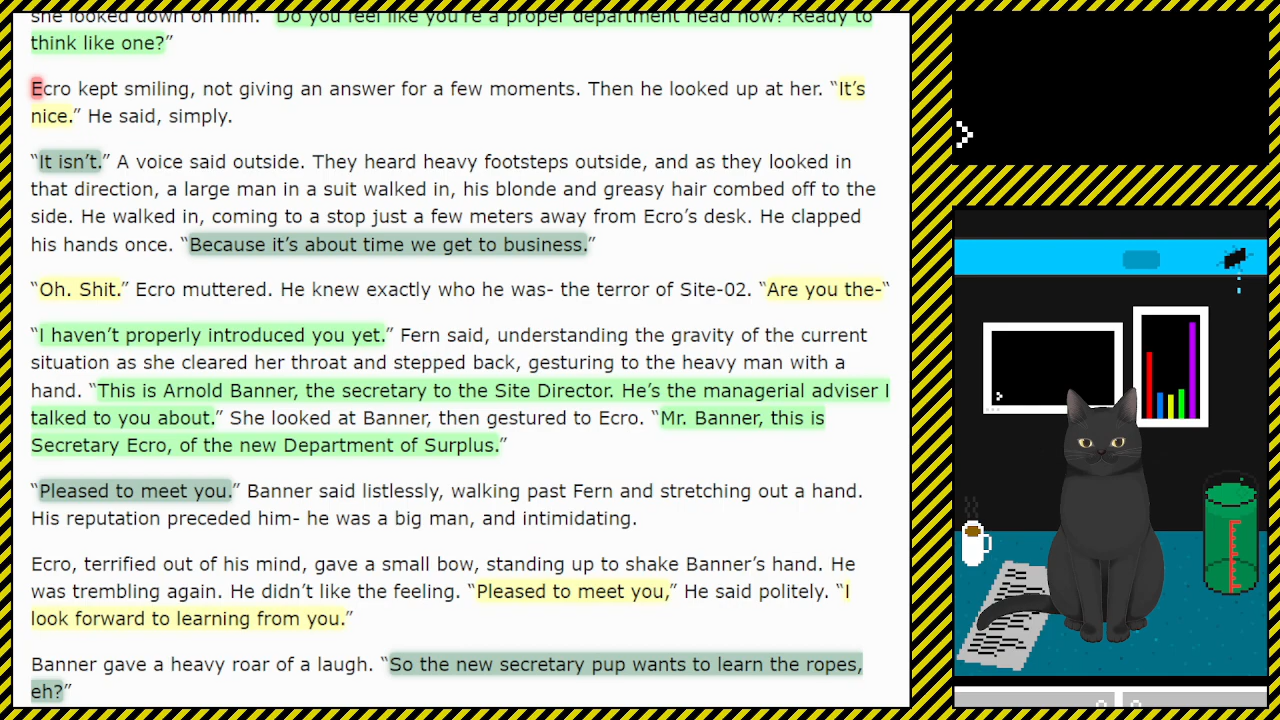 she looked down on him. “Do you feel like you’re a proper department head now? Ready to
think like one?”
Ecro kept smiling, not giving an answer for a few moments. Then he looked up at her. “It’s
nice.” He said, simply.
“It isn’t.” A voice said outside. They heard heavy footsteps outside, and as they looked in
that direction, a large man in a suit walked in, his blonde and greasy hair combed off to the
side. He walked in, coming to a stop just a few meters away from Ecro’s desk. He clapped
his hands once. “Because it’s about time we get to business.”
“Oh. Shit.” Ecro muttered. He knew exactly who he was- the terror of Site-02. “Are you the-“
“I haven’t properly introduced you yet.” Fern said, understanding the gravity of the current
situation as she cleared her throat and stepped back, gesturing to the heavy man with a
hand. “This is Arnold Banner, the secretary to the Site Director. He’s the managerial adviser I
talked to you about.” She looked at Banner, then gestured to Ecro. “Mr. Banner, this is
Secretary Ecro, of the new Department of Surplus.”
“Pleased to meet you.” Banner said listlessly, walking past Fern and stretching out a hand.
His reputation preceded him- he was a big man, and intimidating.
Ecro, terrified out of his mind, gave a small bow, standing up to shake Banner’s hand. He
was trembling again. He didn’t like the feeling. “Pleased to meet you,” He said politely. “I
look forward to learning from you.”
Banner gave a heavy roar of a laugh. “So the new secretary pup wants to learn the ropes,
eh?”